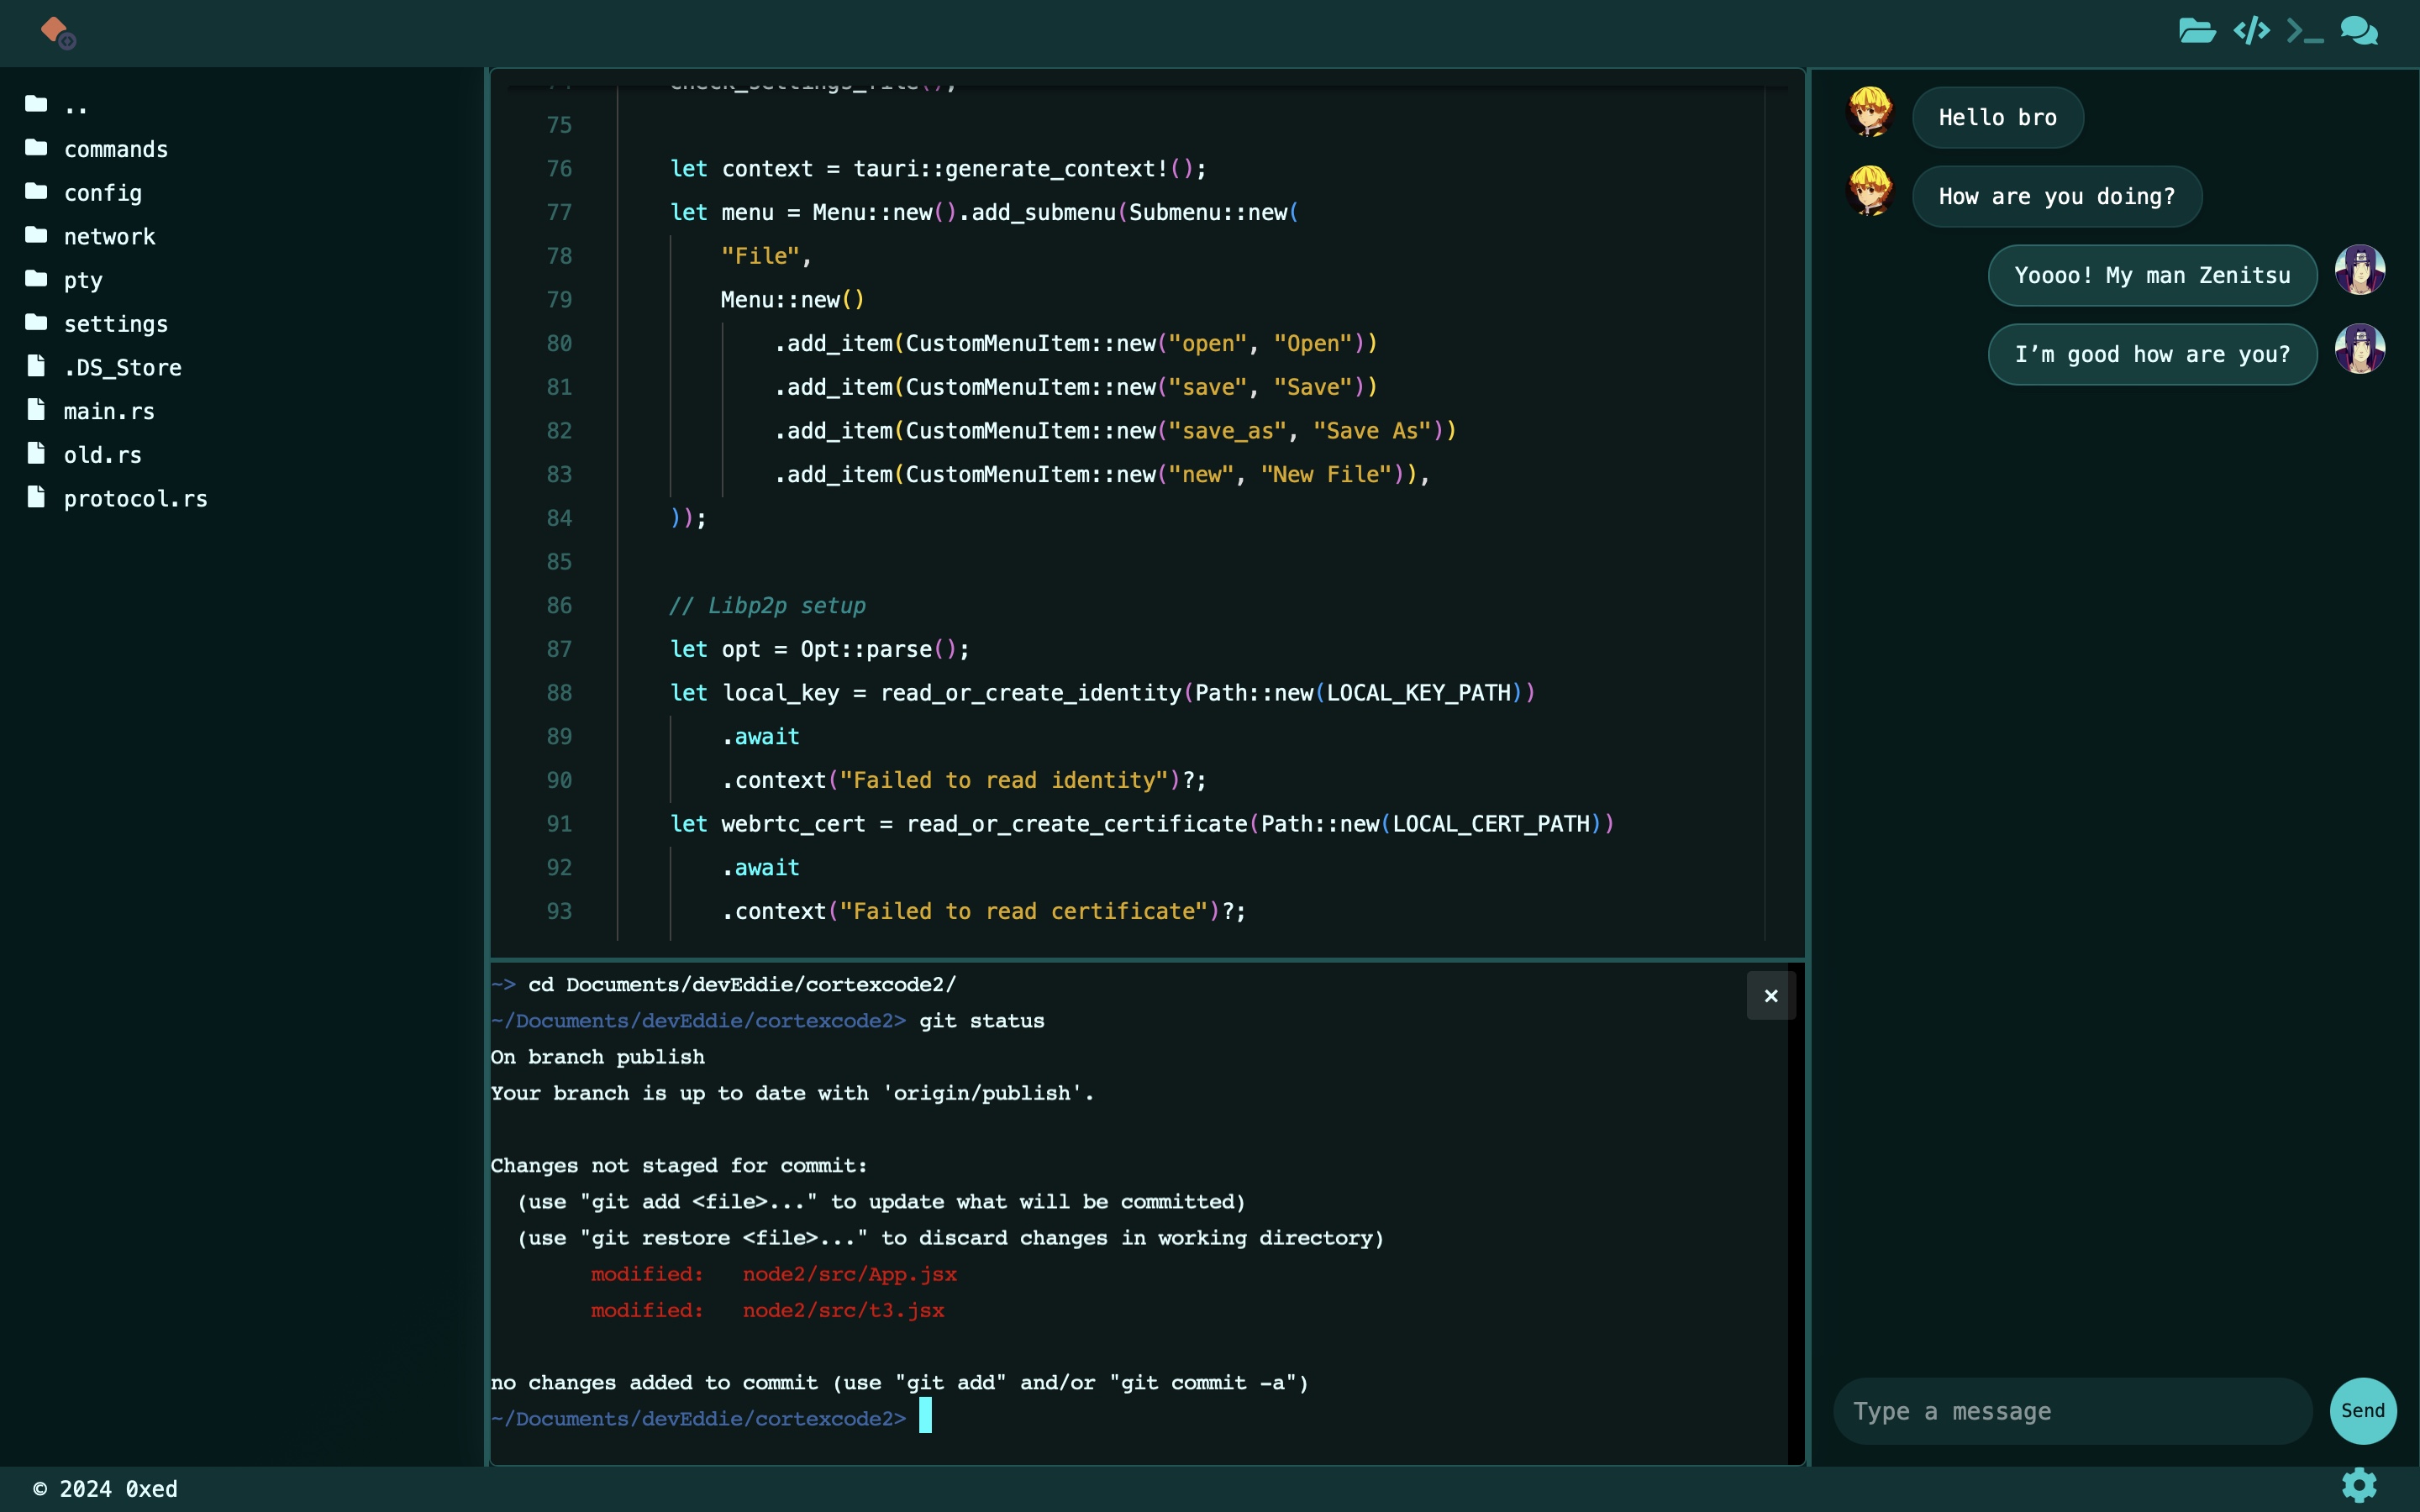 ..
commands
config
network
pty
settings
.DS_Store
main.rs
old.rs
protocol.rs
check_settings_file();
75
76 let context = tauri::generate_context!();
77 let menu = Menu::new().add_submenu(Submenu::new(
78 "File",
79 Menu::new()
80 .add_item(CustomMenuItem::new("open", "Open"))
81 .add_item(CustomMenuItem::new("save", "Save"))
82 .add_item(CustomMenuItem::new("save_as", "Save As"))
83 .add_item(CustomMenuItem::new("new", "New File")),
84 ));
85
86 // Libp2p setup
87 let opt = Opt::parse();
88 let local_key = read_or_create_identity(Path::new(LOCAL_KEY_PATH))
89 .await
90 .context("Failed to read identity")?;
91 let webrtc_cert = read_or_create_certificate(Path::new(LOCAL_CERT_PATH))
92 .await
93 .context("Failed to read certificate")?;
~> cd Documents/devEddie/cortexcode2/
~/Documents/devEddie/cortexcode2> git status
On branch publish
Your branch is up to date with 'origin/publish'.
Changes not staged for commit:
(use "git add <file>..." to update what will be committed)
(use "git restore <file>..." to discard changes in working directory)
modified: node2/src/App.jsx
modified: node2/src/t3.jsx
no changes added to commit (use "git add" and/or "git commit -a")
~/Documents/devEddie/cortexcode2>
Hello bro
How are you doing?
Yoooo! My man Zenitsu
I’m good how are you?
Type a message
Send
© 2024 0xed